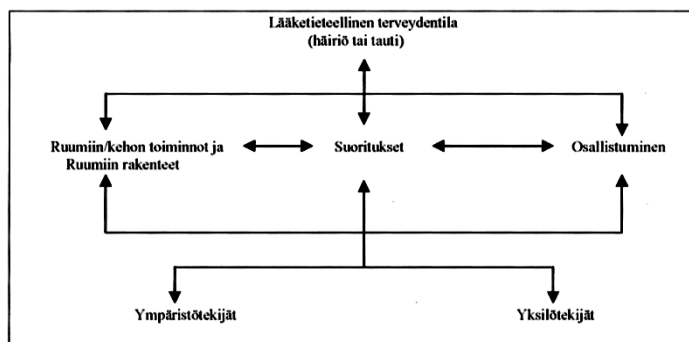 Lääketieteellinen terveydentila
(häiriö tai tauti)
Ruumiin/kehon toiminnot ja
Ruumiin rakenteet
Suoritukset
Osallistuminen
Ympäristötekijät
Yksilötekijät